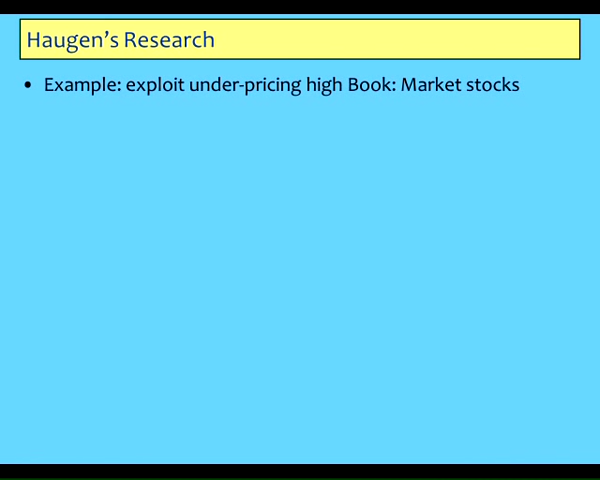 Haugen’s Research
• Example: exploit under-pricing high Book: Market stocks